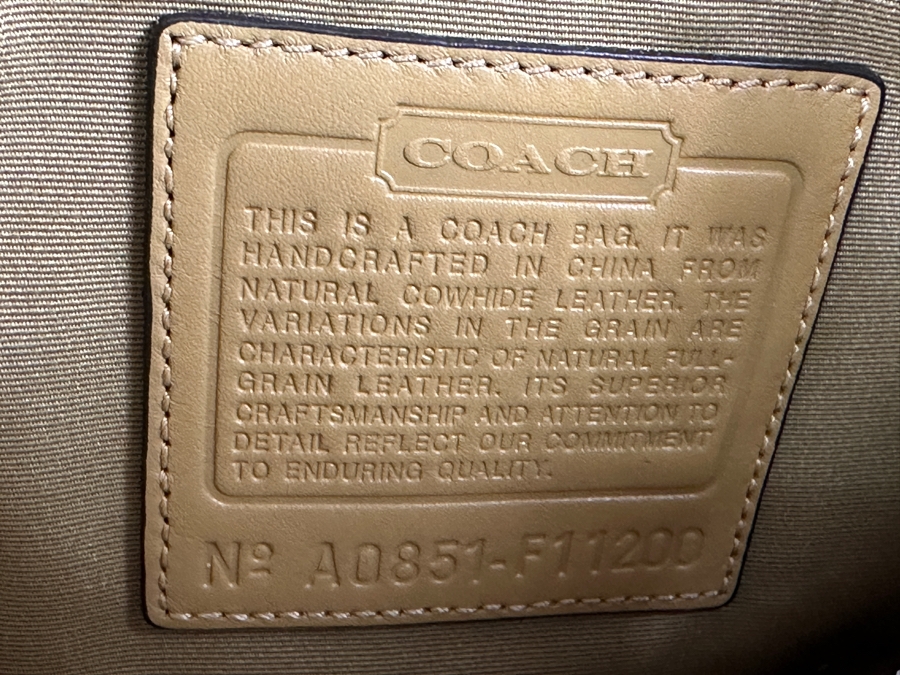 COACH
THIS IS A COACH BAG. IT WAS
HANDCRAFTED IN CHINA FROM
NATURAL COWHIDE LEATHER. THE
VARIATIONS IN THE GRAIN ARE
CHARACTERISTIC OF NATURAL FULL-
GRAIN LEATHER. ITS SUPERIOR
CRAFTSMANSHIP AND ATTENTION TO
DETAIL REFLECT OUR COMMITMENT
TO ENDURING QUALITY.
Nº A0851-F11200